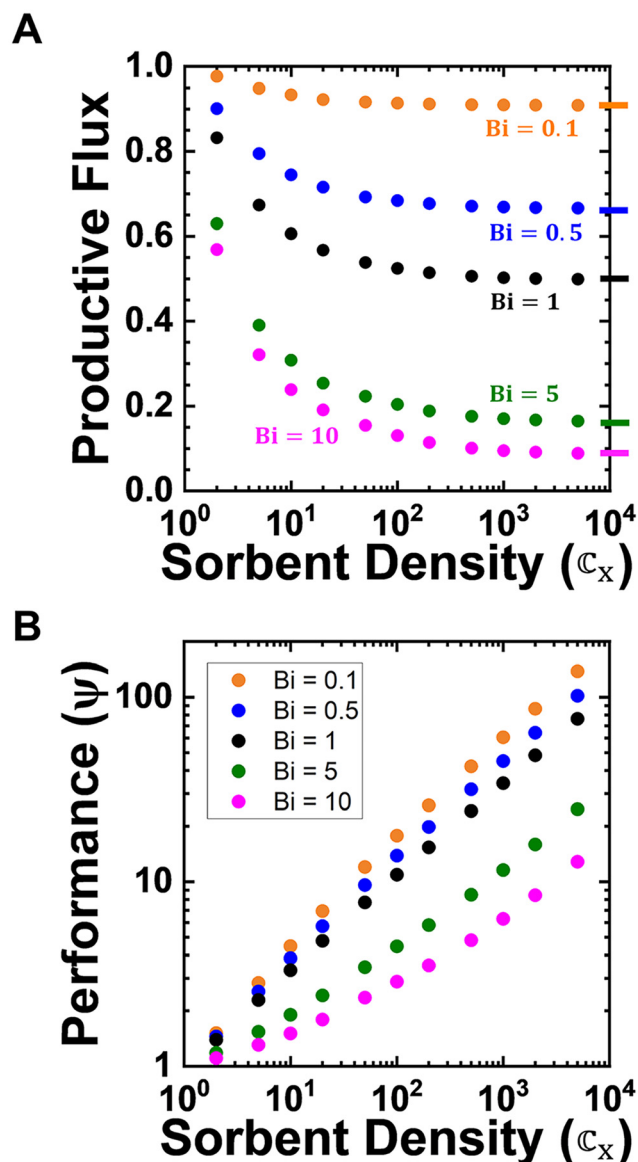 A
Productive Flux
1.0
0.8
0.6
0.4
0.2
0.0
Bi = 0.1
Bi = 0.5
Bi = 1
Bi = 5
Bi = 10
10⁰ 10¹ 10² 10³ 10⁴
Sorbent Density (ℂₓ)
B
Performance (ψ)
100
10
1
Bi = 0.1
Bi = 0.5
Bi = 1
Bi = 5
Bi = 10
10⁰ 10¹ 10² 10³ 10⁴
Sorbent Density (ℂₓ)